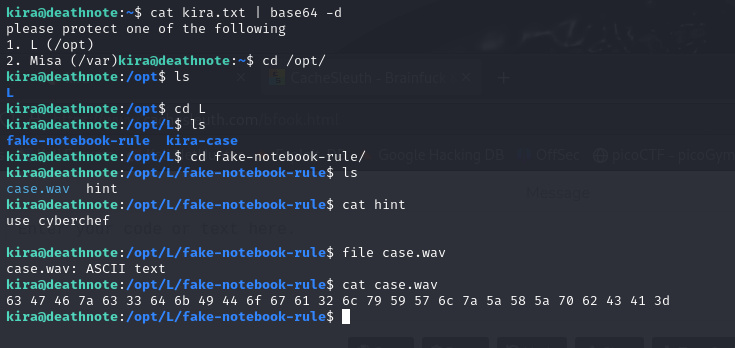 kira@deathnote:~$ cat kira.txt | base64 -d
please protect one of the following
1. L (/opt)
2. Misa (/var)kira@deathnote:~$ cd /opt/
kira@deathnote:/opt$ ls
L
kira@deathnote:/opt$ cd L
kira@deathnote:/opt/L$ ls
fake-notebook-rule  kira-case
kira@deathnote:/opt/L$ cd fake-notebook-rule/
kira@deathnote:/opt/L/fake-notebook-rule$ ls
case.wav  hint
kira@deathnote:/opt/L/fake-notebook-rule$ cat hint
use cyberchef
kira@deathnote:/opt/L/fake-notebook-rule$ file case.wav
case.wav: ASCII text
kira@deathnote:/opt/L/fake-notebook-rule$ cat case.wav
63 47 46 7a 63 33 64 6b 49 44 6f 67 61 32 6c 79 59 57 6c 7a 5a 58 5a 70 62 43 41 3d
kira@deathnote:/opt/L/fake-notebook-rule$